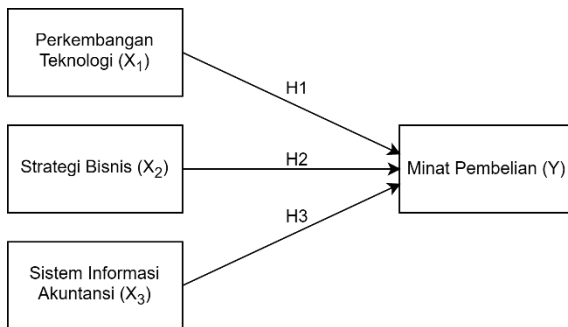 Perkembangan
Teknologi (X₁)
H1
Strategi Bisnis (X₂)
H2
Minat Pembelian (Y)
H3
Sistem Informasi
Akuntansi (X₃)